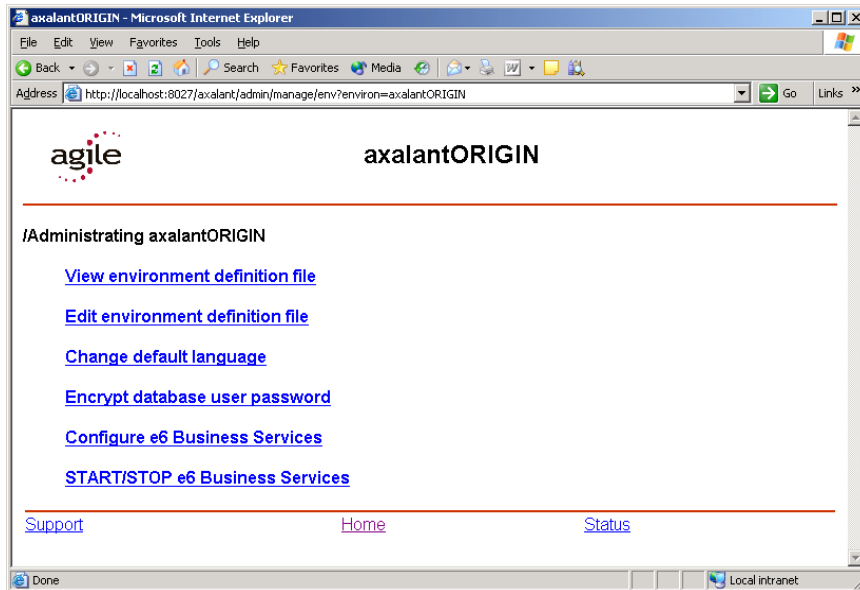 axalantORIGIN - Microsoft Internet Explorer
File Edit View Favorites Tools Help
Back Search Favorites Media
Address http://localhost:8027/axalant/admin/manage/env?environ=axalantORIGIN Go Links »
agile axalantORIGIN
/Administrating axalantORIGIN
View environment definition file
Edit environment definition file
Change default language
Encrypt database user password
Configure e6 Business Services
START/STOP e6 Business Services
Support Home Status
Done Local intranet